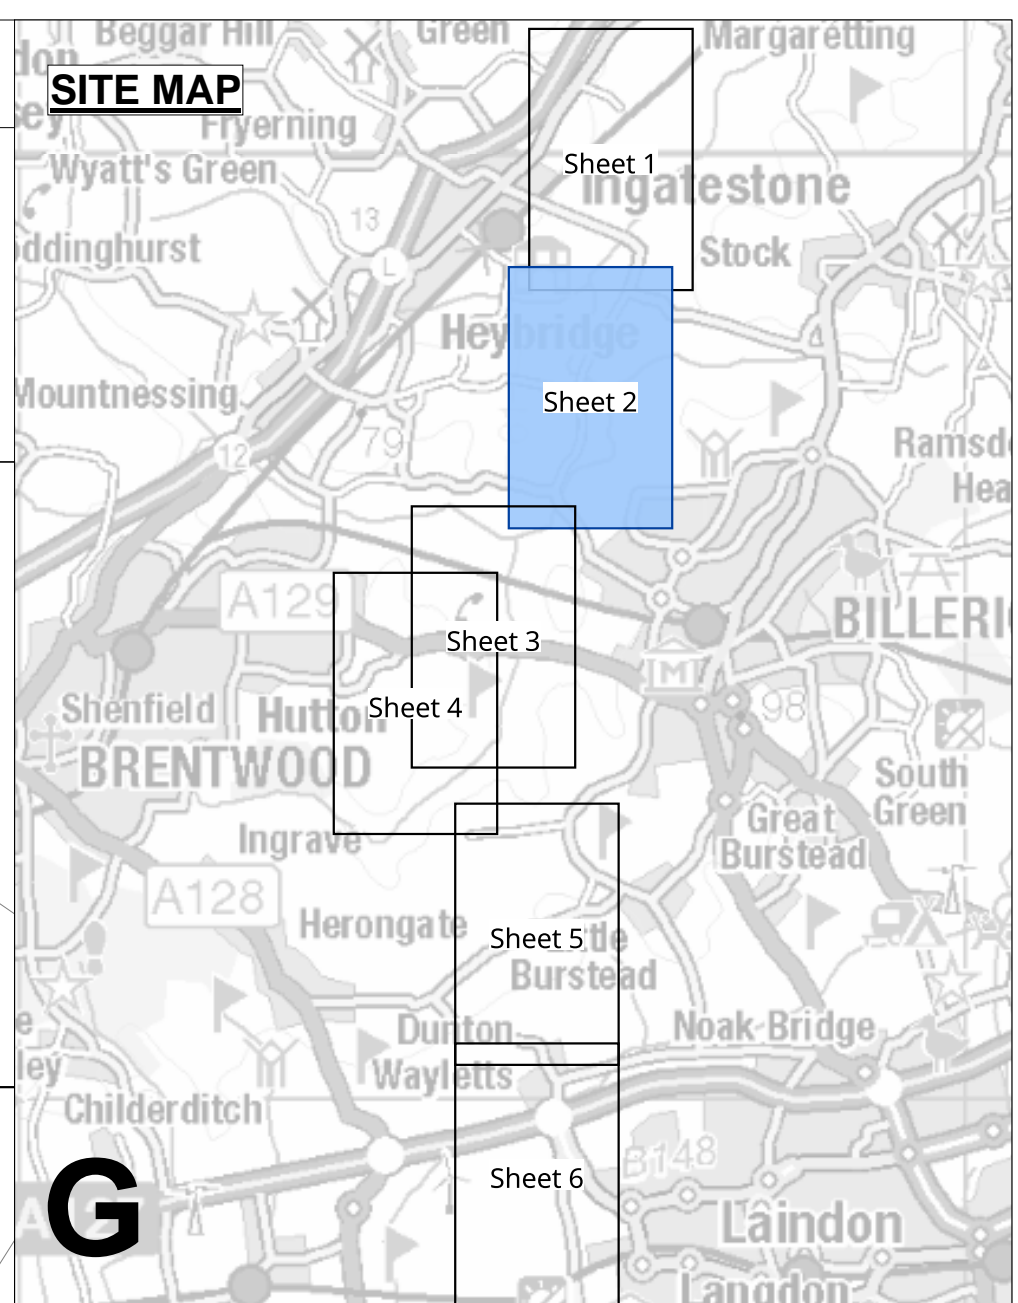 Beggar Hill
Green
Margaretting
SITE MAP
Fryerning
Sheet 1
Wyatt's Green
Ingatestone
13
ddinghurst
Stock
L
Heybridge
Mountnessing
Sheet 2
79
12
Ramsd
Hea
A129
BILLERI
Sheet 3
M
Shenfield
Hutton
Sheet 4
98
BRENTWOOD
South
Green
Great
Burstead
Ingrave
A128
Herongate
Sheet 5
ttle
Burstead
Dunton
Wayletts
Noak Bridge
ley
Childerditch
B148
Sheet 6
G
Laindon
Langdon